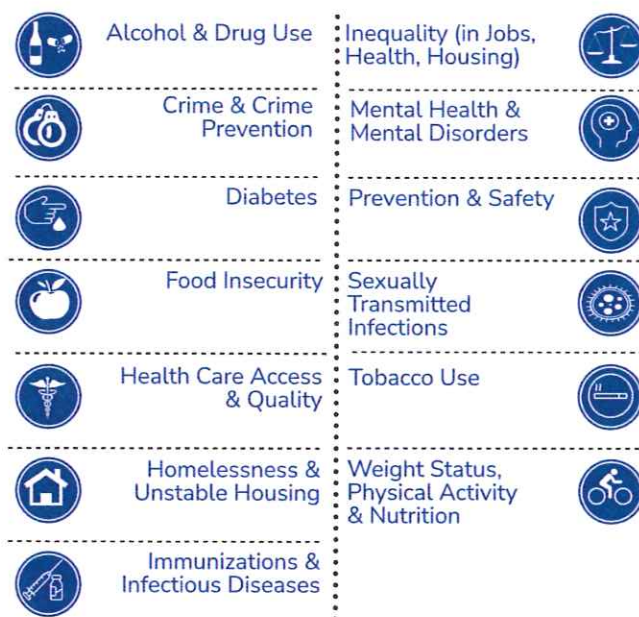 Alcohol & Drug Use
Crime & Crime
Prevention
Diabetes
Food Insecurity
Health Care Access
& Quality
Homelessness &
Unstable Housing
Immunizations &
Infectious Diseases
Inequality (in Jobs,
Health, Housing)
Mental Health &
Mental Disorders
Prevention & Safety
Sexually
Transmitted
Infections
Tobacco Use
Weight Status,
Physical Activity
& Nutrition